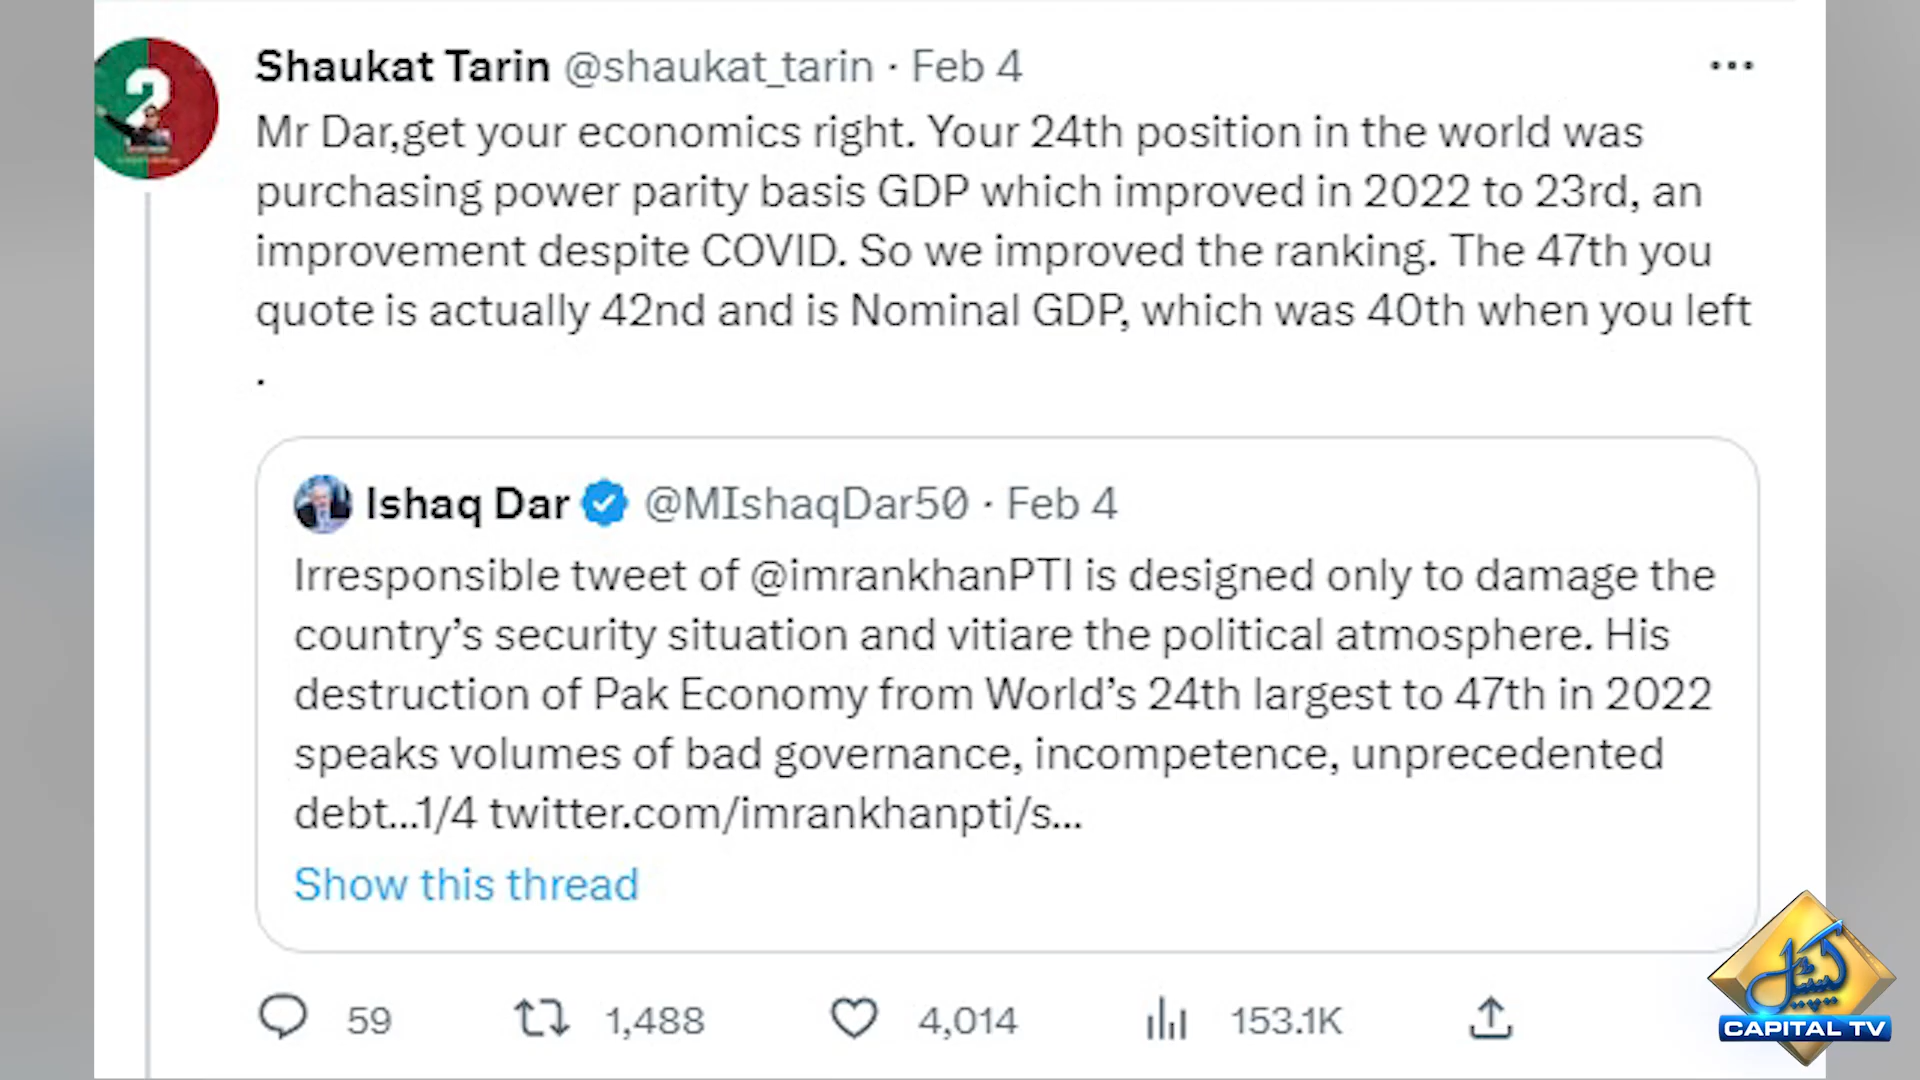 Shaukat Tarin @shaukat_tarin · Feb 4
Mr Dar,get your economics right. Your 24th position in the world was
purchasing power parity basis GDP which improved in 2022 to 23rd, an
improvement despite COVID. So we improved the ranking. The 47th you
quote is actually 42nd and is Nominal GDP, which was 40th when you left
.
Ishaq Dar @MIshaqDar50 · Feb 4
Irresponsible tweet of @imrankhanPTI is designed only to damage the
country’s security situation and vitiare the political atmosphere. His
destruction of Pak Economy from World’s 24th largest to 47th in 2022
speaks volumes of bad governance, incompetence, unprecedented
debt...1/4 twitter.com/imrankhanpti/s...
Show this thread
59 1,488 4,014 153.1K
2
کیپیٹل
CAPITAL TV